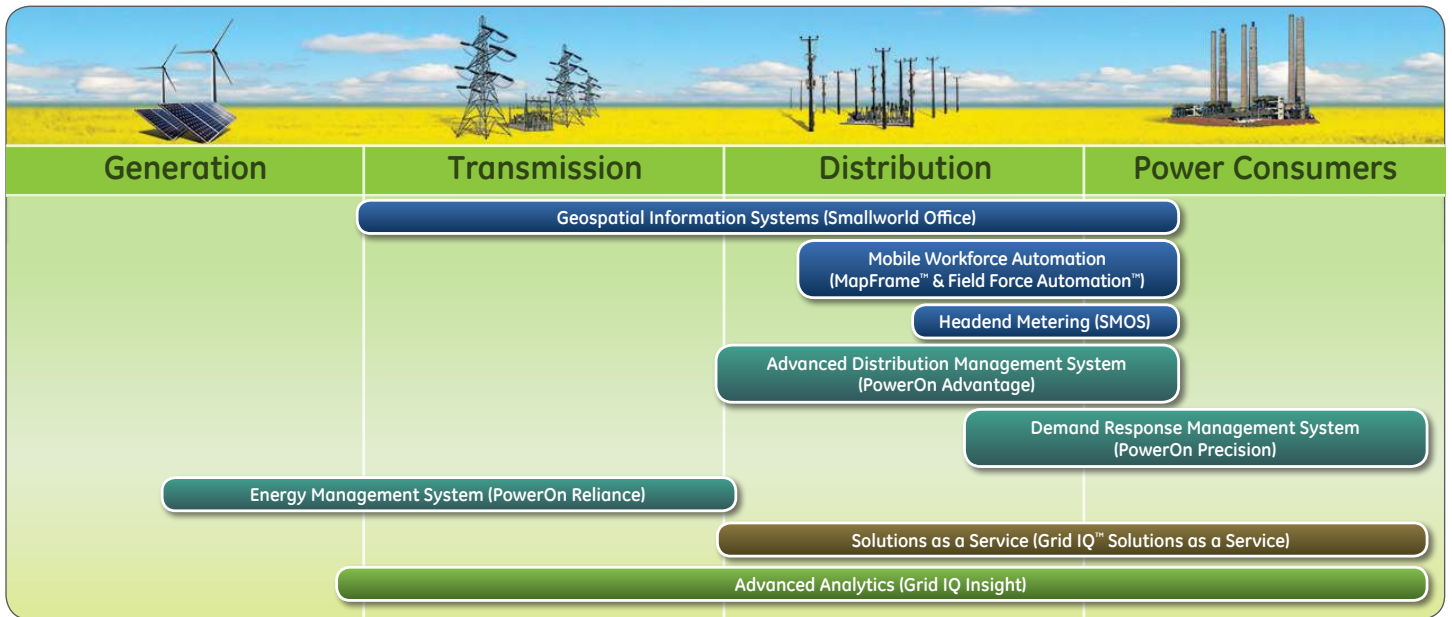 Generation
Transmission
Distribution
Power Consumers
Geospatial Information Systems (Smallworld Office)
Mobile Workforce Automation
(MapFrame™ & Field Force Automation™)
Headend Metering (SMOS)
Advanced Distribution Management System
(PowerOn Advantage)
Demand Response Management System
(PowerOn Precision)
Energy Management System (PowerOn Reliance)
Solutions as a Service (Grid IQ™ Solutions as a Service)
Advanced Analytics (Grid IQ Insight)